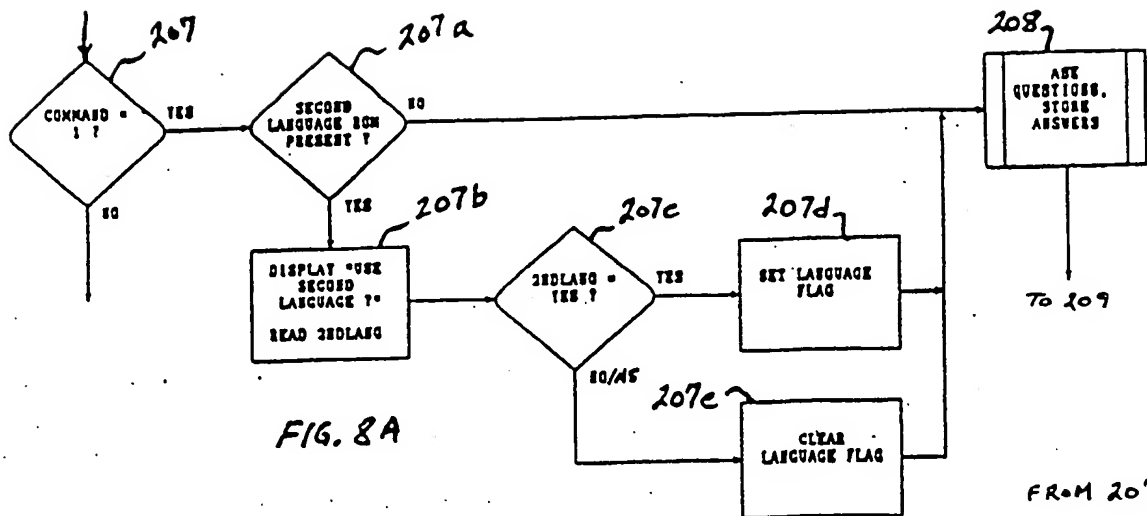 207
COMMAND =
1 ?
YES
NO
207a
SECOND
LANGUAGE ROM
PRESENT ?
NO
YES
207b
DISPLAY "USE
SECOND
LANGUAGE ?"
READ 2NDLANG
207c
2NDLANG =
YES ?
YES
NO/NS
207d
SET LANGUAGE
FLAG
207e
CLEAR
LANGUAGE FLAG
208
ASK
QUESTIONS,
STORE
ANSWERS
TO 209
FIG. 8A
FROM